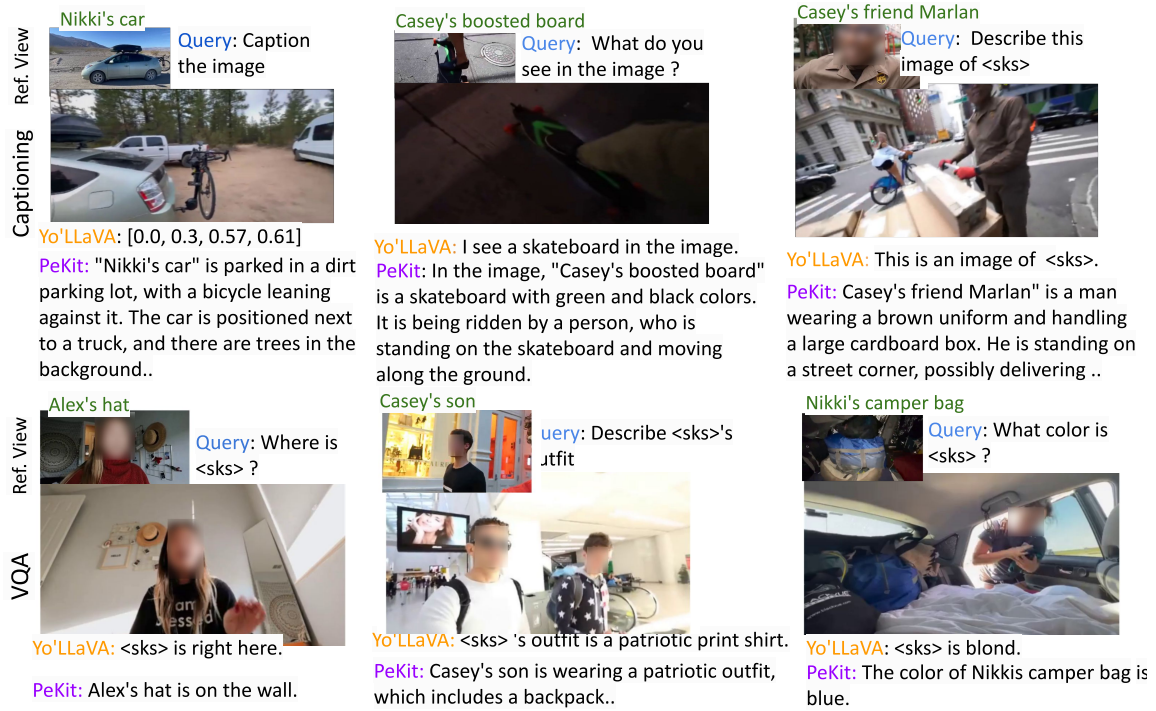 Ref. View
Captioning
Nikki's car
Query: Caption
the image
Yo'LLaVA: [0.0, 0.3, 0.57, 0.61]
PeKit: "Nikki's car" is parked in a dirt
parking lot, with a bicycle leaning
against it. The car is positioned next
to a truck, and there are trees in the
background..
Casey's boosted board
Query: What do you
see in the image ?
Yo'LLaVA: I see a skateboard in the image.
PeKit: In the image, "Casey's boosted board"
is a skateboard with green and black colors.
It is being ridden by a person, who is
standing on the skateboard and moving
along the ground.
Casey's friend Marlan
Query: Describe this
image of <sks>
Yo'LLaVA: This is an image of <sks>.
PeKit: Casey's friend Marlan" is a man
wearing a brown uniform and handling
a large cardboard box. He is standing on
a street corner, possibly delivering ..
Ref. View
VQA
Alex's hat
Query: Where is
<sks> ?
Yo'LLaVA: <sks> is right here.
PeKit: Alex's hat is on the wall.
Casey's son
uery: Describe <sks>'s
utfit
Yo'LLaVA: <sks> 's outfit is a patriotic print shirt.
PeKit: Casey's son is wearing a patriotic outfit,
which includes a backpack..
Nikki's camper bag
Query: What color is
<sks> ?
Yo'LLaVA: <sks> is blond.
PeKit: The color of Nikkis camper bag is
blue.